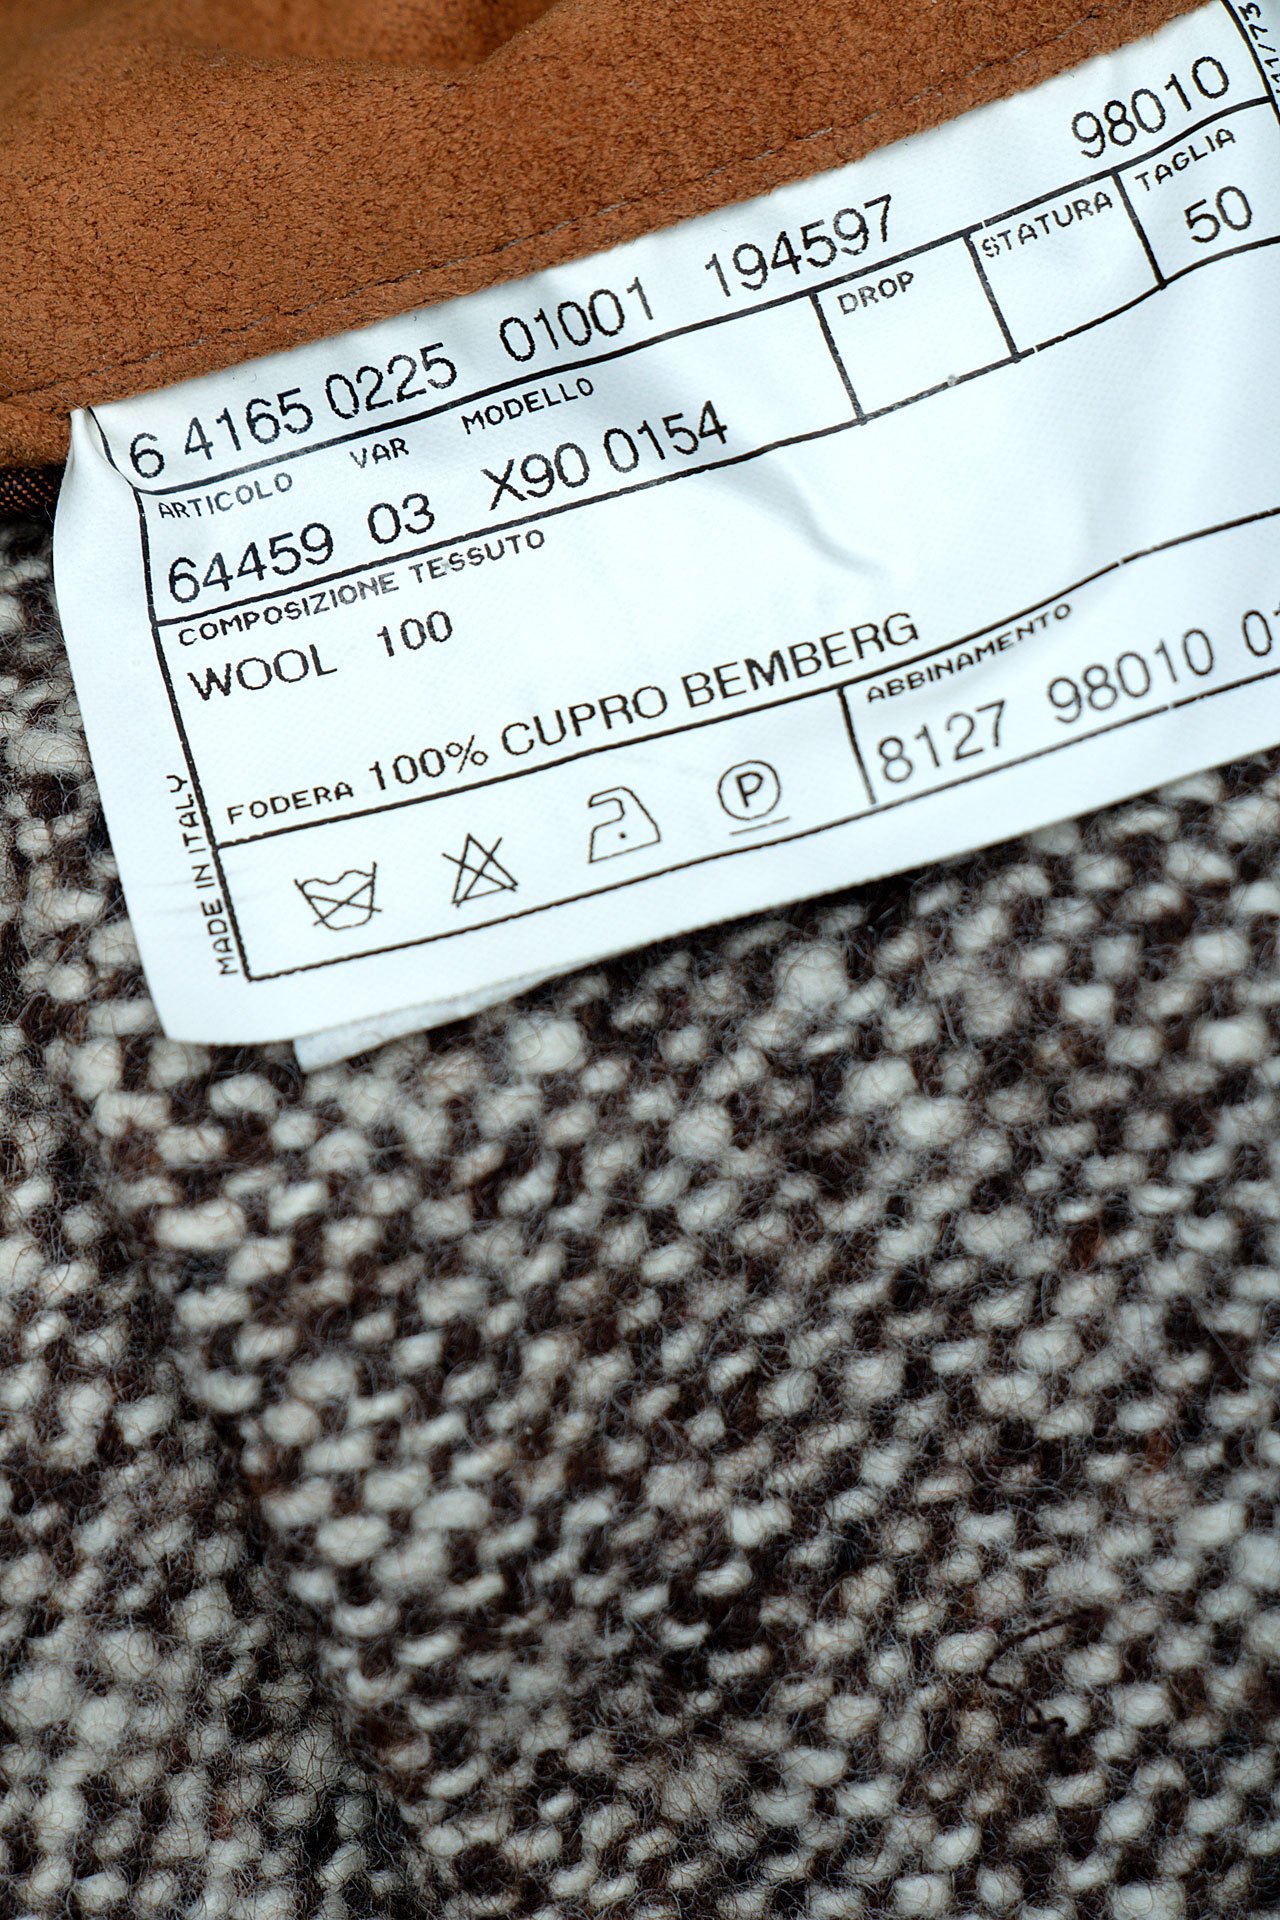 6 4165 0225 01001 194597 98010
ARTICOLO VAR MODELLO DROP STATURA TAGLIA
64459 03 X90 0154 50
COMPOSIZIONE TESSUTO
WOOL 100
FODERA 100% CUPRO BEMBERG
ABBINAMENTO
8127 98010
P
MADE IN ITALY